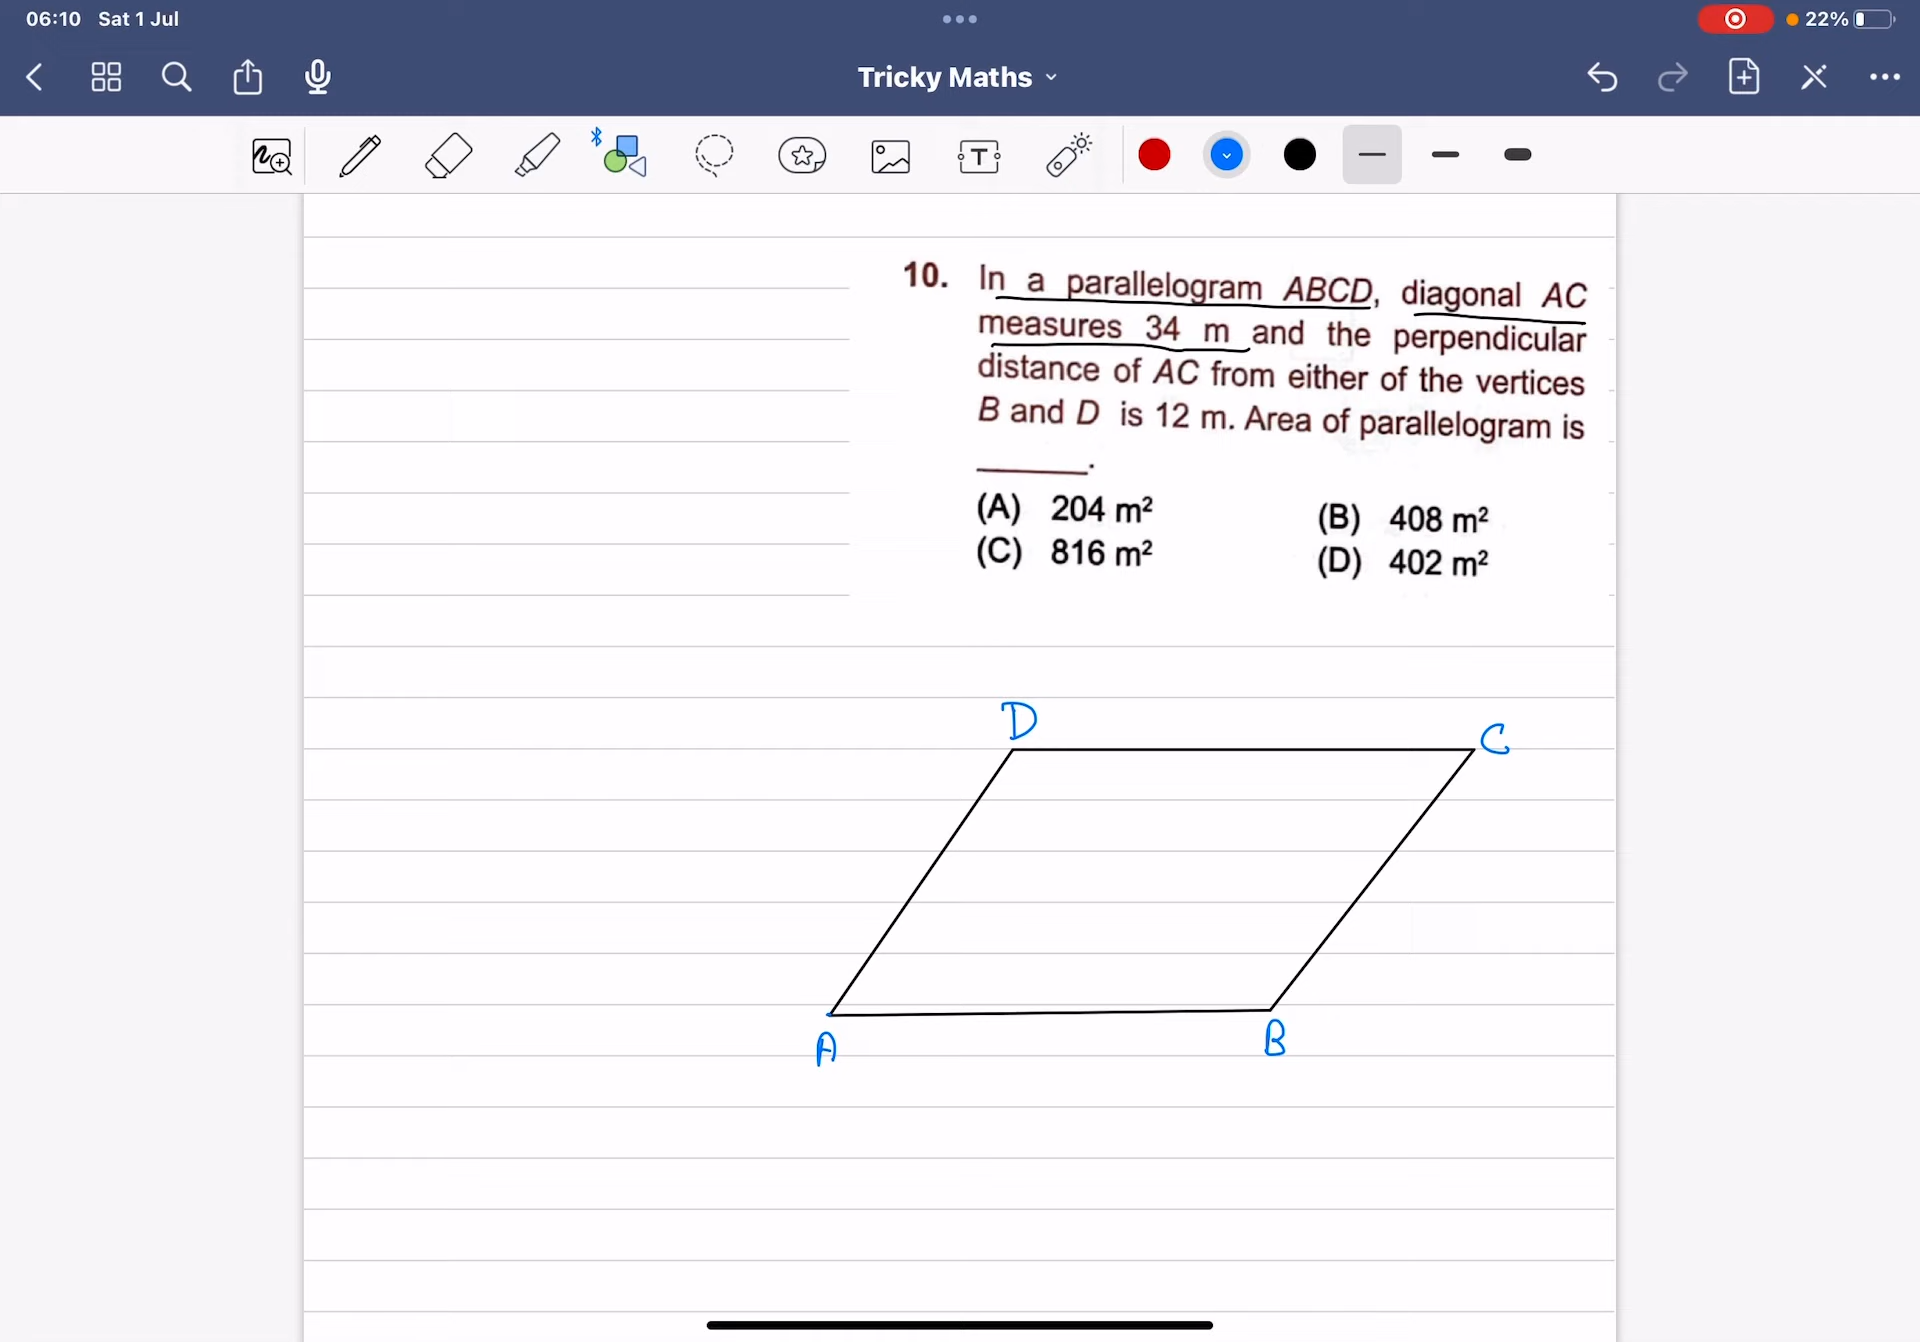 06:10 Sat 1 Jul
22%
Tricky Maths
T
10. In a parallelogram ABCD, diagonal AC
measures 34 m and the perpendicular
distance of AC from either of the vertices
B and D is 12 m. Area of parallelogram is
______.
(A) 204 m² (B) 408 m²
(C) 816 m² (D) 402 m²
D
C
A
B